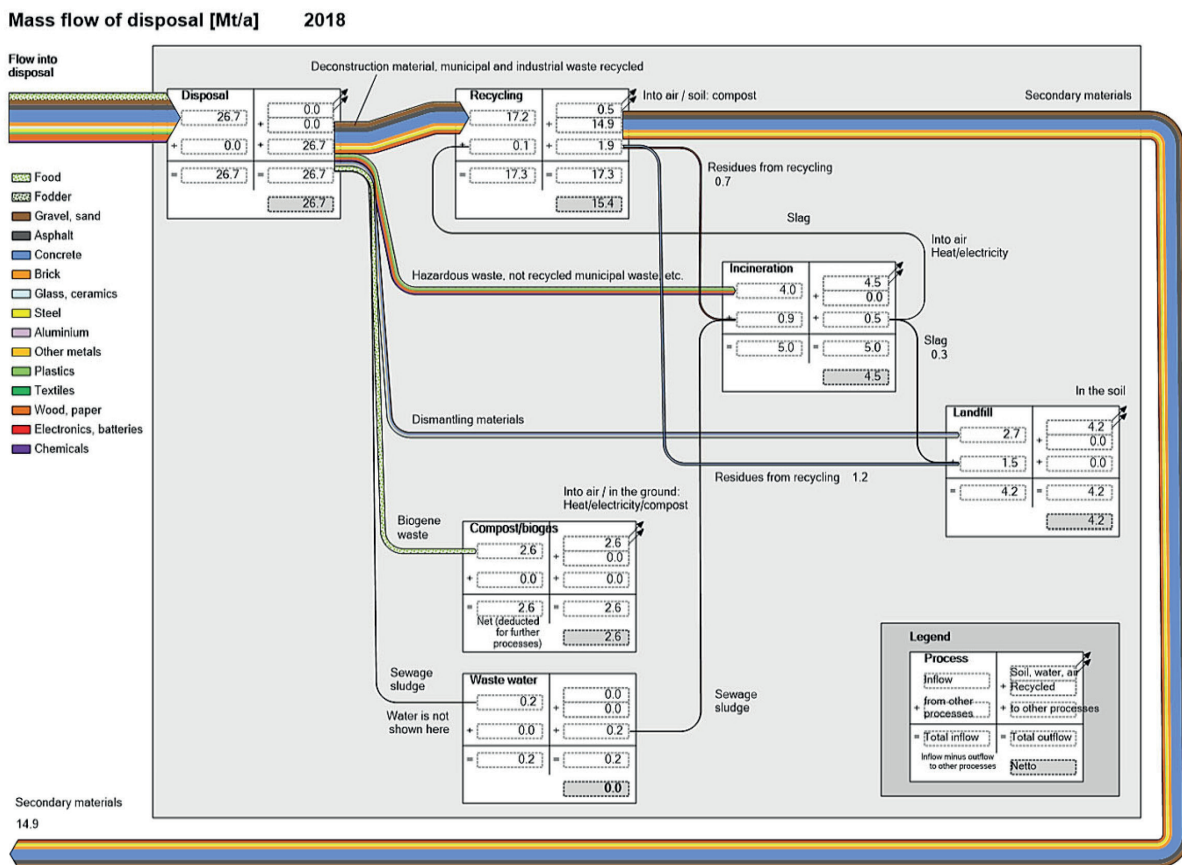 Mass flow of disposal [Mt/a] 2018
Flow into
disposal
Deconstruction material, municipal and industrial waste recycled
Disposal
26.7
+ 0.0
= 26.7
0.0
+ 0.0
+ 26.7
= 26.7
26.7
Recycling
17.2
+ 0.1
= 17.3
0.5
+ 14.9
+ 1.9
= 17.3
15.4
Into air / soil: compost
Secondary materials
Residues from recycling
0.7
Slag
Into air
Heat/electricity
Food
Fodder
Gravel, sand
Asphalt
Concrete
Brick
Glass, ceramics
Steel
Aluminium
Other metals
Plastics
Textiles
Wood, paper
Electronics, batteries
Chemicals
Hazardous waste, not recycled municipal waste, etc.
Incineration
4.0
+ 0.9
= 5.0
4.5
+ 0.0
+ 0.5
= 5.0
4.5
Slag
0.3
In the soil
Dismantling materials
Landfill
2.7
+ 1.5
= 4.2
4.2
+ 0.0
+ 0.0
= 4.2
4.2
Residues from recycling 1.2
Into air / in the ground:
Heat/electricity/compost
Biogene
waste
Compost/biogas
2.6
+ 0.0
= 2.6
Net (deducted
for further
processes)
2.6
+ 0.0
+ 0.0
= 2.6
2.6
Sewage
sludge
Water is not
shown here
Waste water
0.2
+ 0.0
= 0.2
0.0
+ 0.0
+ 0.2
= 0.2
0.0
Sewage
sludge
Legend
Process
Inflow
+ from other
processes
= Total inflow
Inflow minus outflow
to other processes
Soil, water, air
+ Recycled
+ to other processes
= Total outflow
Netto
Secondary materials
14.9